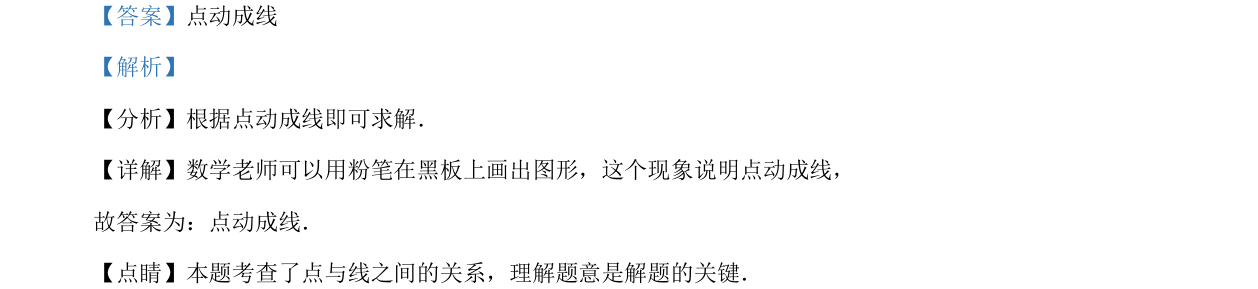 【答案】点动成线
【解析】
【分析】根据点动成线即可求解．
【详解】数学老师可以用粉笔在黑板上画出图形，这个现象说明点动成线，
故答案为：点动成线．
【点睛】本题考查了点与线之间的关系，理解题意是解题的关键．